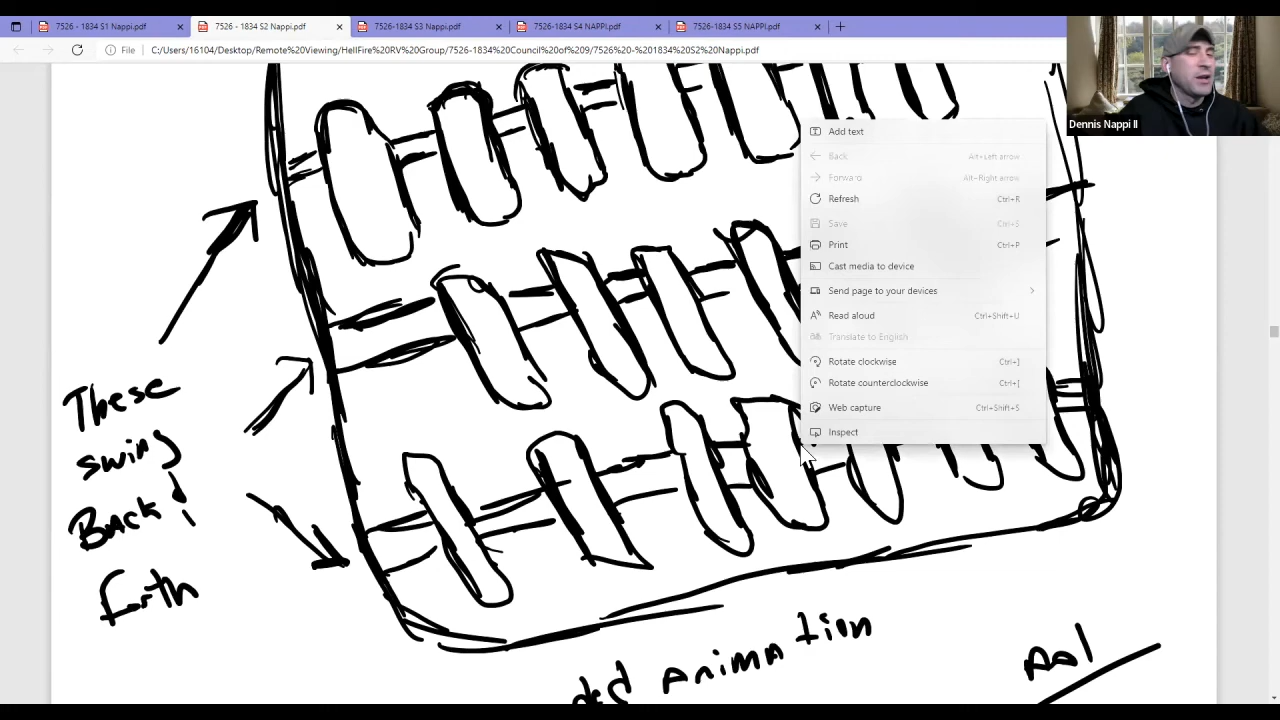 7526 - 1834 S1 Nappi.pdf
7526 - 1834 S2 Nappi.pdf
7526-1834 S3 Nappi.pdf
7526-1834 S4 NAPPI.pdf
7526-1834 S5 NAPPI.pdf
File
C:/Users/16104/Desktop/Remote%20Viewing/HellFire%20RV%20Group/7526-1834%20Council%20of%209/7526%20-%201834%20S2%20Nappi.pdf
Dennis Nappi II
Add text
Back Alt+Left arrow
Forward Alt+Right arrow
Refresh Ctrl+R
Save Ctrl+S
Print Ctrl+P
Cast media to device
Send page to your devices
Read aloud Ctrl+Shift+U
Translate to English
Rotate clockwise Ctrl+]
Rotate counterclockwise Ctrl+[
Web capture Ctrl+Shift+S
Inspect
These
swing
Back &
forth
ded animation
AOL